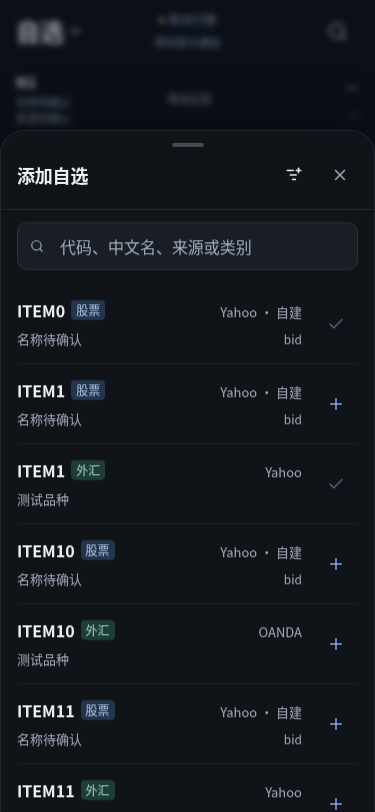 自选
添加自选
代码、中文名、来源或类别
ITEM0 股票 Yahoo · 自建
名称待确认 bid
ITEM1 股票 Yahoo · 自建
名称待确认 bid
ITEM1 外汇 Yahoo
测试品种
ITEM10 股票 Yahoo · 自建
名称待确认 bid
ITEM10 外汇 OANDA
测试品种
ITEM11 股票 Yahoo · 自建
名称待确认 bid
ITEM11 外汇 Yahoo